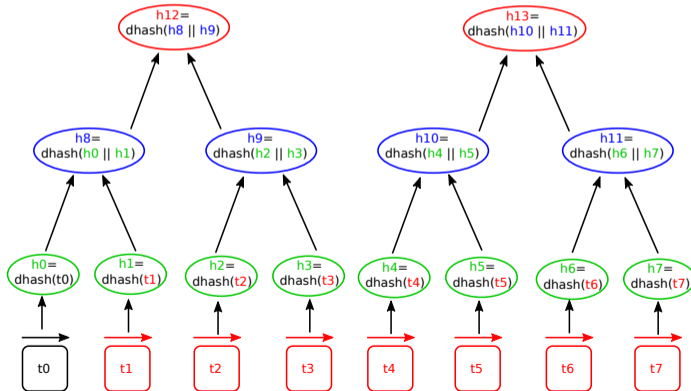 h12=
dhash(h8 || h9)
h13=
dhash(h10 || h11)
h8=
dhash(h0 || h1)
h9=
dhash(h2 || h3)
h10=
dhash(h4 || h5)
h11=
dhash(h6 || h7)
h0=
dhash(t0)
h1=
dhash(t1)
h2=
dhash(t2)
h3=
dhash(t3)
h4=
dhash(t4)
h5=
dhash(t5)
h6=
dhash(t6)
h7=
dhash(t7)
t0
t1
t2
t3
t4
t5
t6
t7